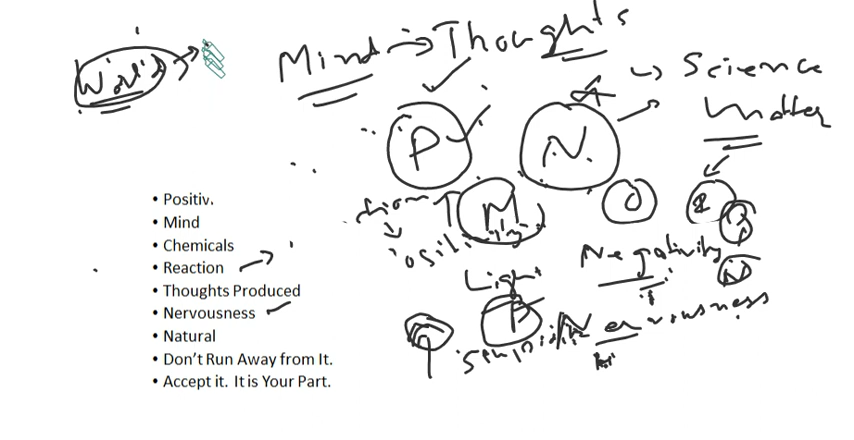 World
Mind → Thoughts
↳ Science
matter
P
N
M
Negativity
N
Light
Nervousness
• Positiv.
• Mind
• Chemicals
• Reaction
• Thoughts Produced
• Nervousness
• Natural
• Don't Run Away from It.
• Accept it. It is Your Part.